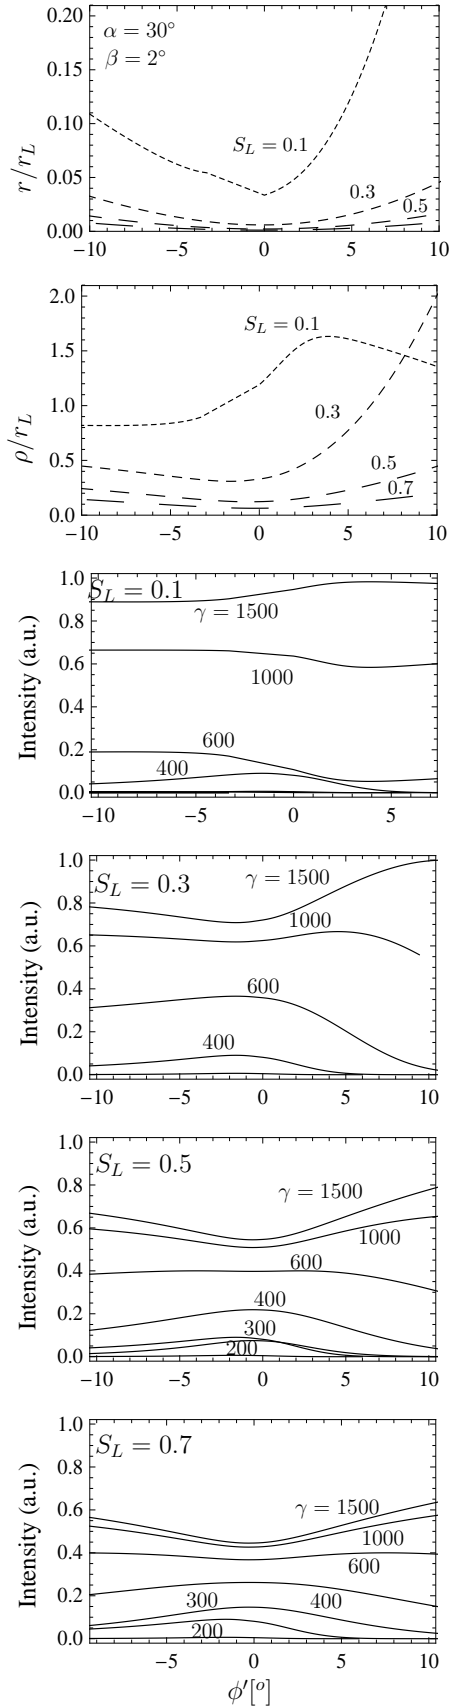 0.20
α = 30°
β = 2°
0.15
r/r_L
0.10
S_L = 0.1
0.05
0.3
0.5
0.00
−10 −5 0 5 10
2.0
S_L = 0.1
1.5
ρ/r_L
1.0
0.3
0.5
0.5
0.7
0.0
−10 −5 0 5 10
1.0
S_L = 0.1
γ = 1500
0.8
Intensity (a.u.)
0.6
1000
0.4
0.2
600
400
0.0
−10 −5 0 5
1.0
S_L = 0.3
γ = 1500
0.8
1000
Intensity (a.u.)
0.6
0.4
600
0.2
400
0.0
−10 −5 0 5 10
1.0
S_L = 0.5
0.8
γ = 1500
Intensity (a.u.)
0.6
1000
0.4
600
400
0.2
300
200
0.0
−10 −5 0 5 10
1.0
S_L = 0.7
0.8
Intensity (a.u.)
0.6
γ = 1500
1000
0.4
600
0.2
300
400
200
0.0
−5 0 5 10
ϕ′[°]